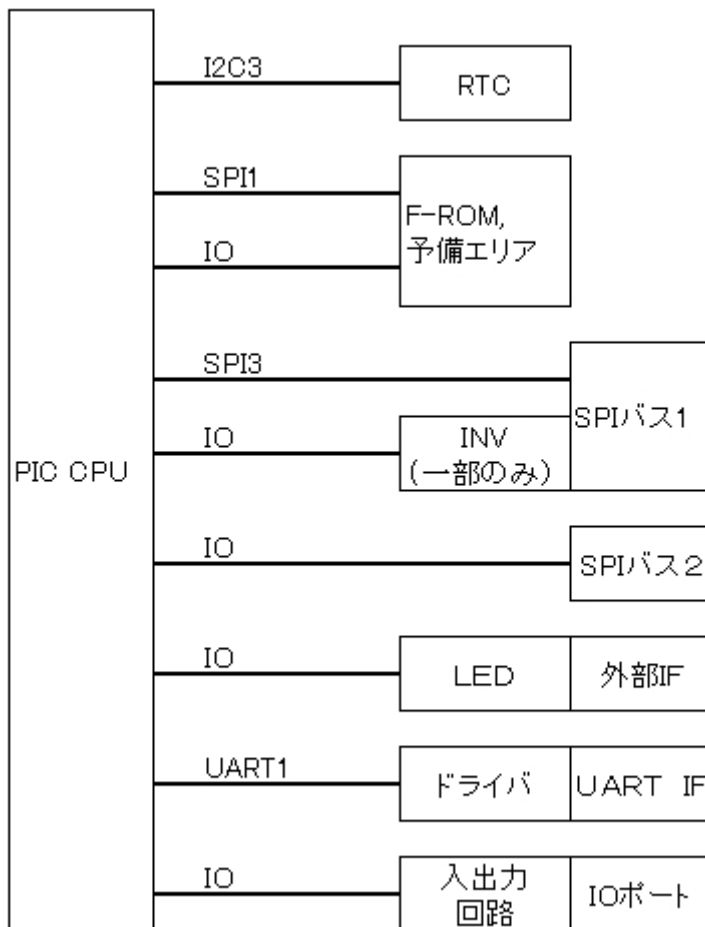 I2C3
RTC
SPI1
F-ROM,
予備エリア
IO
SPI3
SPIバス1
IO
INV
(一部のみ)
PIC CPU
IO
SPIバス２
IO
ＬＥＤ
外部IF
UART1
ドライバ
ＵＡＲＴ　IF
IO
入出力
回路
IOポート